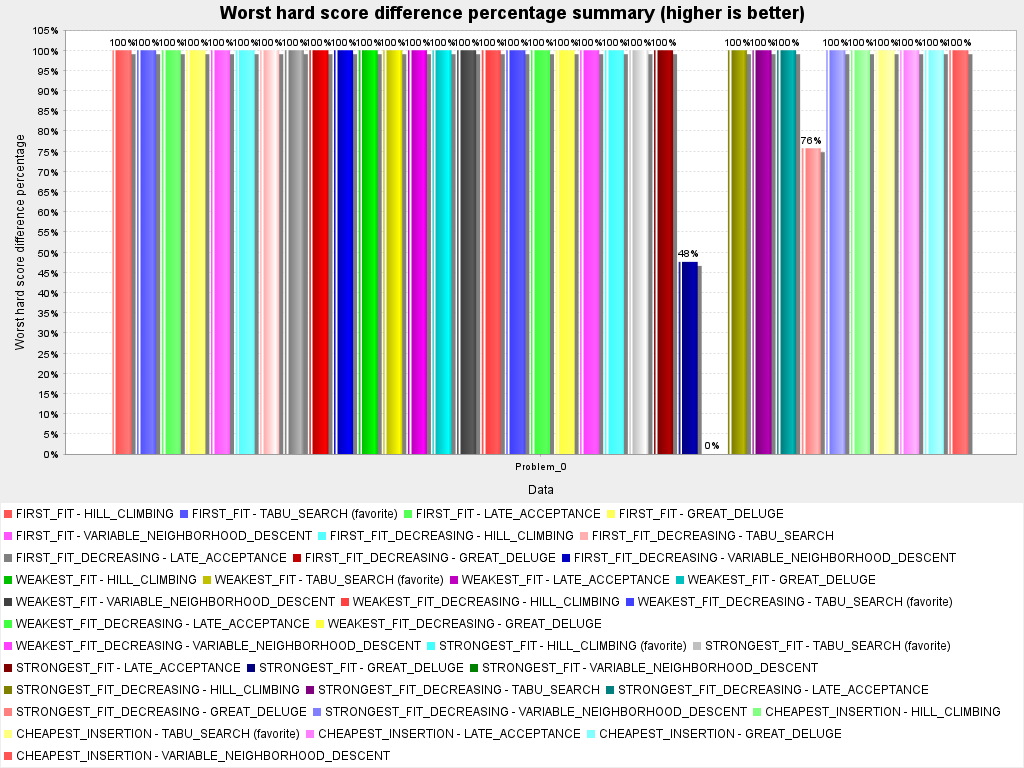 Worst hard score difference percentage summary (higher is better)
105%
100%
95%
90%
85%
80%
75%
70%
65%
60%
55%
50%
45%
40%
35%
30%
25%
20%
15%
10%
5%
0%
Worst hard score difference percentage
100% 100% 100% 100% 100% 100% 100% 100% 100% 100% 100% 100% 100% 100% 100% 100% 100% 100% 100% 100% 100% 100% 100% 48% 0% 100% 100% 100% 76% 100% 100% 100% 100% 100% 100%
Problem_0
Data
FIRST_FIT - HILL_CLIMBING FIRST_FIT - TABU_SEARCH (favorite) FIRST_FIT - LATE_ACCEPTANCE FIRST_FIT - GREAT_DELUGE
FIRST_FIT - VARIABLE_NEIGHBORHOOD_DESCENT FIRST_FIT_DECREASING - HILL_CLIMBING FIRST_FIT_DECREASING - TABU_SEARCH
FIRST_FIT_DECREASING - LATE_ACCEPTANCE FIRST_FIT_DECREASING - GREAT_DELUGE FIRST_FIT_DECREASING - VARIABLE_NEIGHBORHOOD_DESCENT
WEAKEST_FIT - HILL_CLIMBING WEAKEST_FIT - TABU_SEARCH (favorite) WEAKEST_FIT - LATE_ACCEPTANCE WEAKEST_FIT - GREAT_DELUGE
WEAKEST_FIT - VARIABLE_NEIGHBORHOOD_DESCENT WEAKEST_FIT_DECREASING - HILL_CLIMBING WEAKEST_FIT_DECREASING - TABU_SEARCH (favorite)
WEAKEST_FIT_DECREASING - LATE_ACCEPTANCE WEAKEST_FIT_DECREASING - GREAT_DELUGE
WEAKEST_FIT_DECREASING - VARIABLE_NEIGHBORHOOD_DESCENT STRONGEST_FIT - HILL_CLIMBING (favorite) STRONGEST_FIT - TABU_SEARCH (favorite)
STRONGEST_FIT - LATE_ACCEPTANCE STRONGEST_FIT - GREAT_DELUGE STRONGEST_FIT - VARIABLE_NEIGHBORHOOD_DESCENT
STRONGEST_FIT_DECREASING - HILL_CLIMBING STRONGEST_FIT_DECREASING - TABU_SEARCH STRONGEST_FIT_DECREASING - LATE_ACCEPTANCE
STRONGEST_FIT_DECREASING - GREAT_DELUGE STRONGEST_FIT_DECREASING - VARIABLE_NEIGHBORHOOD_DESCENT CHEAPEST_INSERTION - HILL_CLIMBING
CHEAPEST_INSERTION - TABU_SEARCH (favorite) CHEAPEST_INSERTION - LATE_ACCEPTANCE CHEAPEST_INSERTION - GREAT_DELUGE
CHEAPEST_INSERTION - VARIABLE_NEIGHBORHOOD_DESCENT